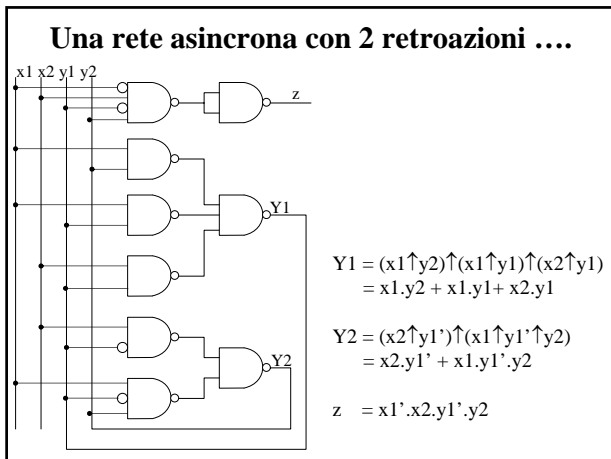 Una rete asincrona con 2 retroazioni ….
x1 x2 y1 y2
z
Y1
Y1 = (x1↑y2)↑(x1↑y1)↑(x2↑y1)
= x1.y2 + x1.y1+ x2.y1
Y2 = (x2↑y1’)↑(x1↑y1’↑y2)
= x2.y1’ + x1.y1’.y2
Y2
z = x1’.x2.y1’.y2